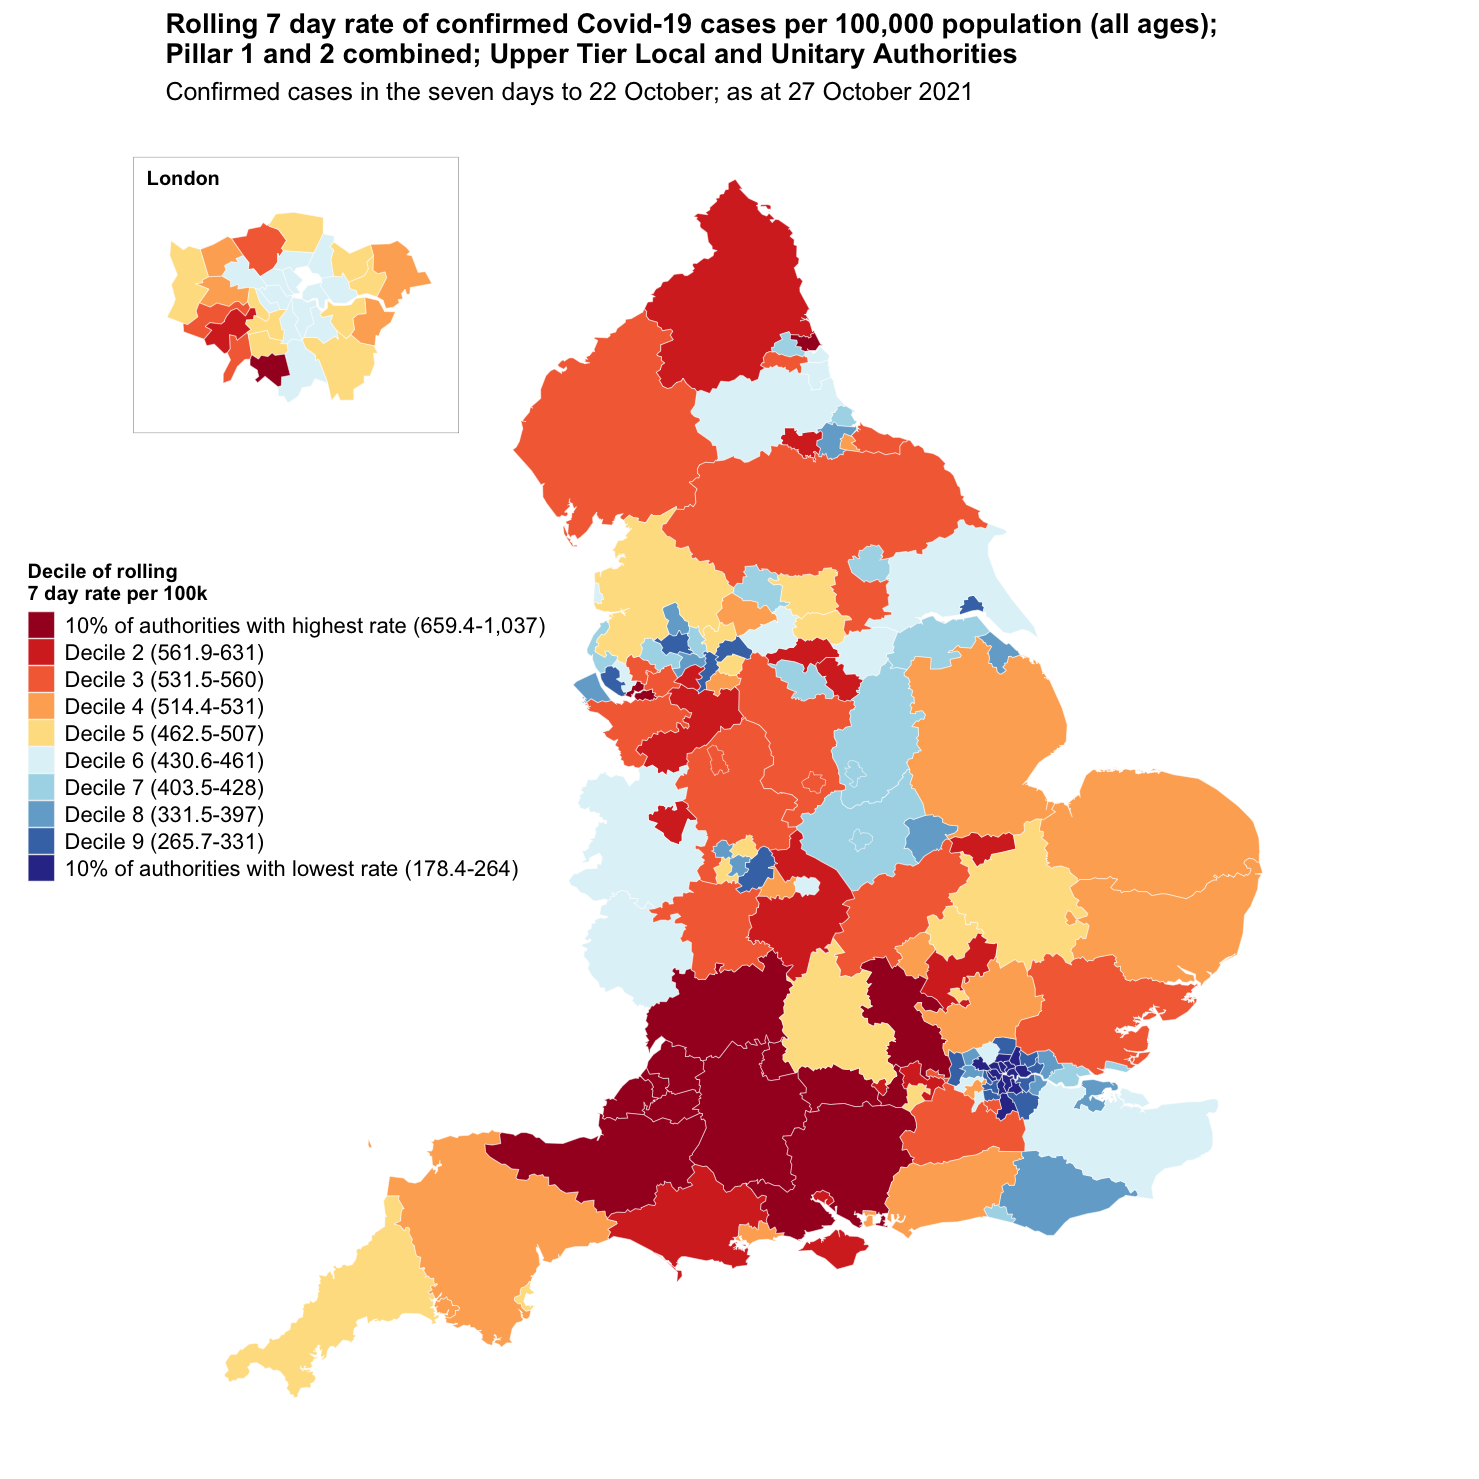 Rolling 7 day rate of confirmed Covid-19 cases per 100,000 population (all ages);
Pillar 1 and 2 combined; Upper Tier Local and Unitary Authorities
Confirmed cases in the seven days to 22 October; as at 27 October 2021
London
Decile of rolling
7 day rate per 100k
10% of authorities with highest rate (659.4-1,037)
Decile 2 (561.9-631)
Decile 3 (531.5-560)
Decile 4 (514.4-531)
Decile 5 (462.5-507)
Decile 6 (430.6-461)
Decile 7 (403.5-428)
Decile 8 (331.5-397)
Decile 9 (265.7-331)
10% of authorities with lowest rate (178.4-264)